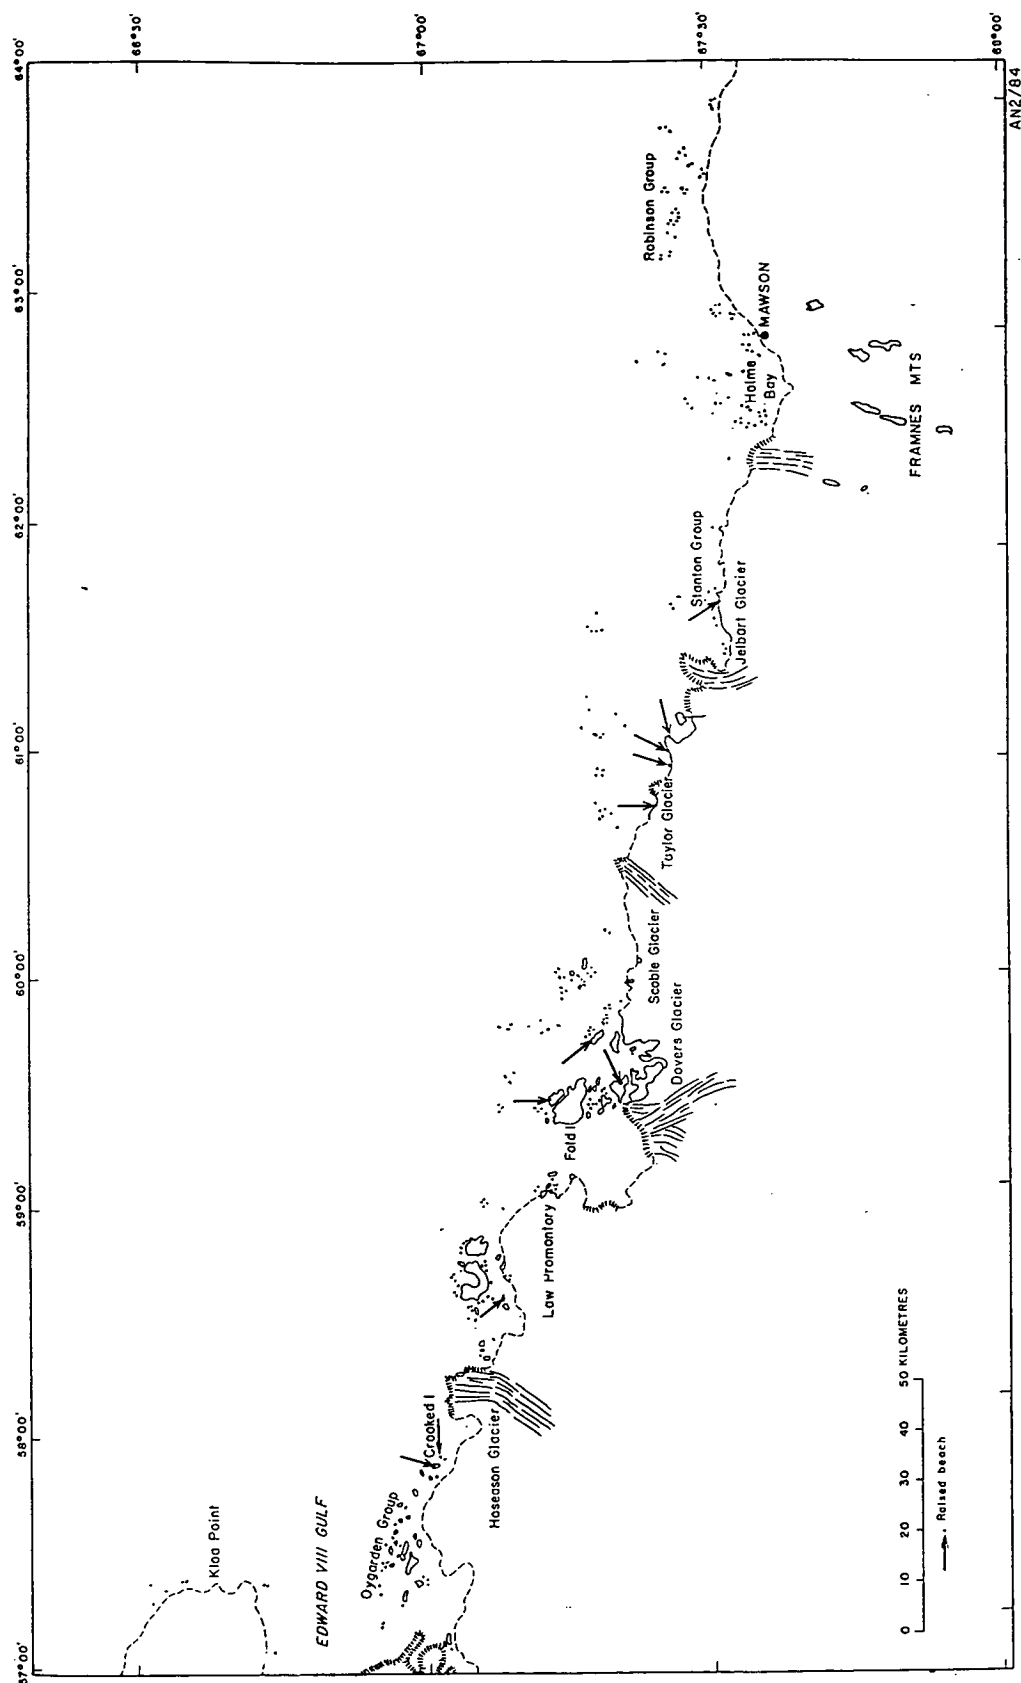 57°00'
58°00'
59°00'
60°00'
61°00'
62°00'
63°00'
64°00'
66°30'
67°00'
67°30'
68°00'
Kloa Point
EDWARD VIII GULF
Oygarden Group
Crooked I
Hoseason Glacier
Law Promontory
Fold I
Dovers Glacier
Scoble Glacier
Taylor Glacier
Jelbart Glacier
Stanton Group
Holme
Bay
MAWSON
Robinson Group
FRAMNES MTS
0 10 20 30 40 50 KILOMETRES
Raised beach
AN2/84